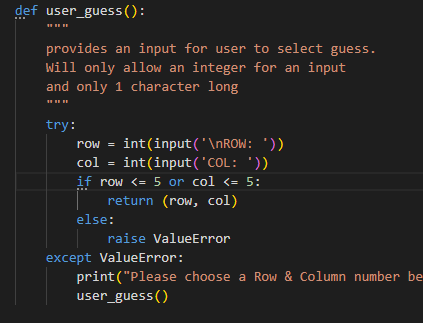 def user_guess():
"""
provides an input for user to select guess.
Will only allow an integer for an input
and only 1 character long
"""
try:
row = int(input('\nROW: '))
col = int(input('COL: '))
if row <= 5 or col <= 5:
return (row, col)
else:
raise ValueError
except ValueError:
print("Please choose a Row & Column number be
user_guess()